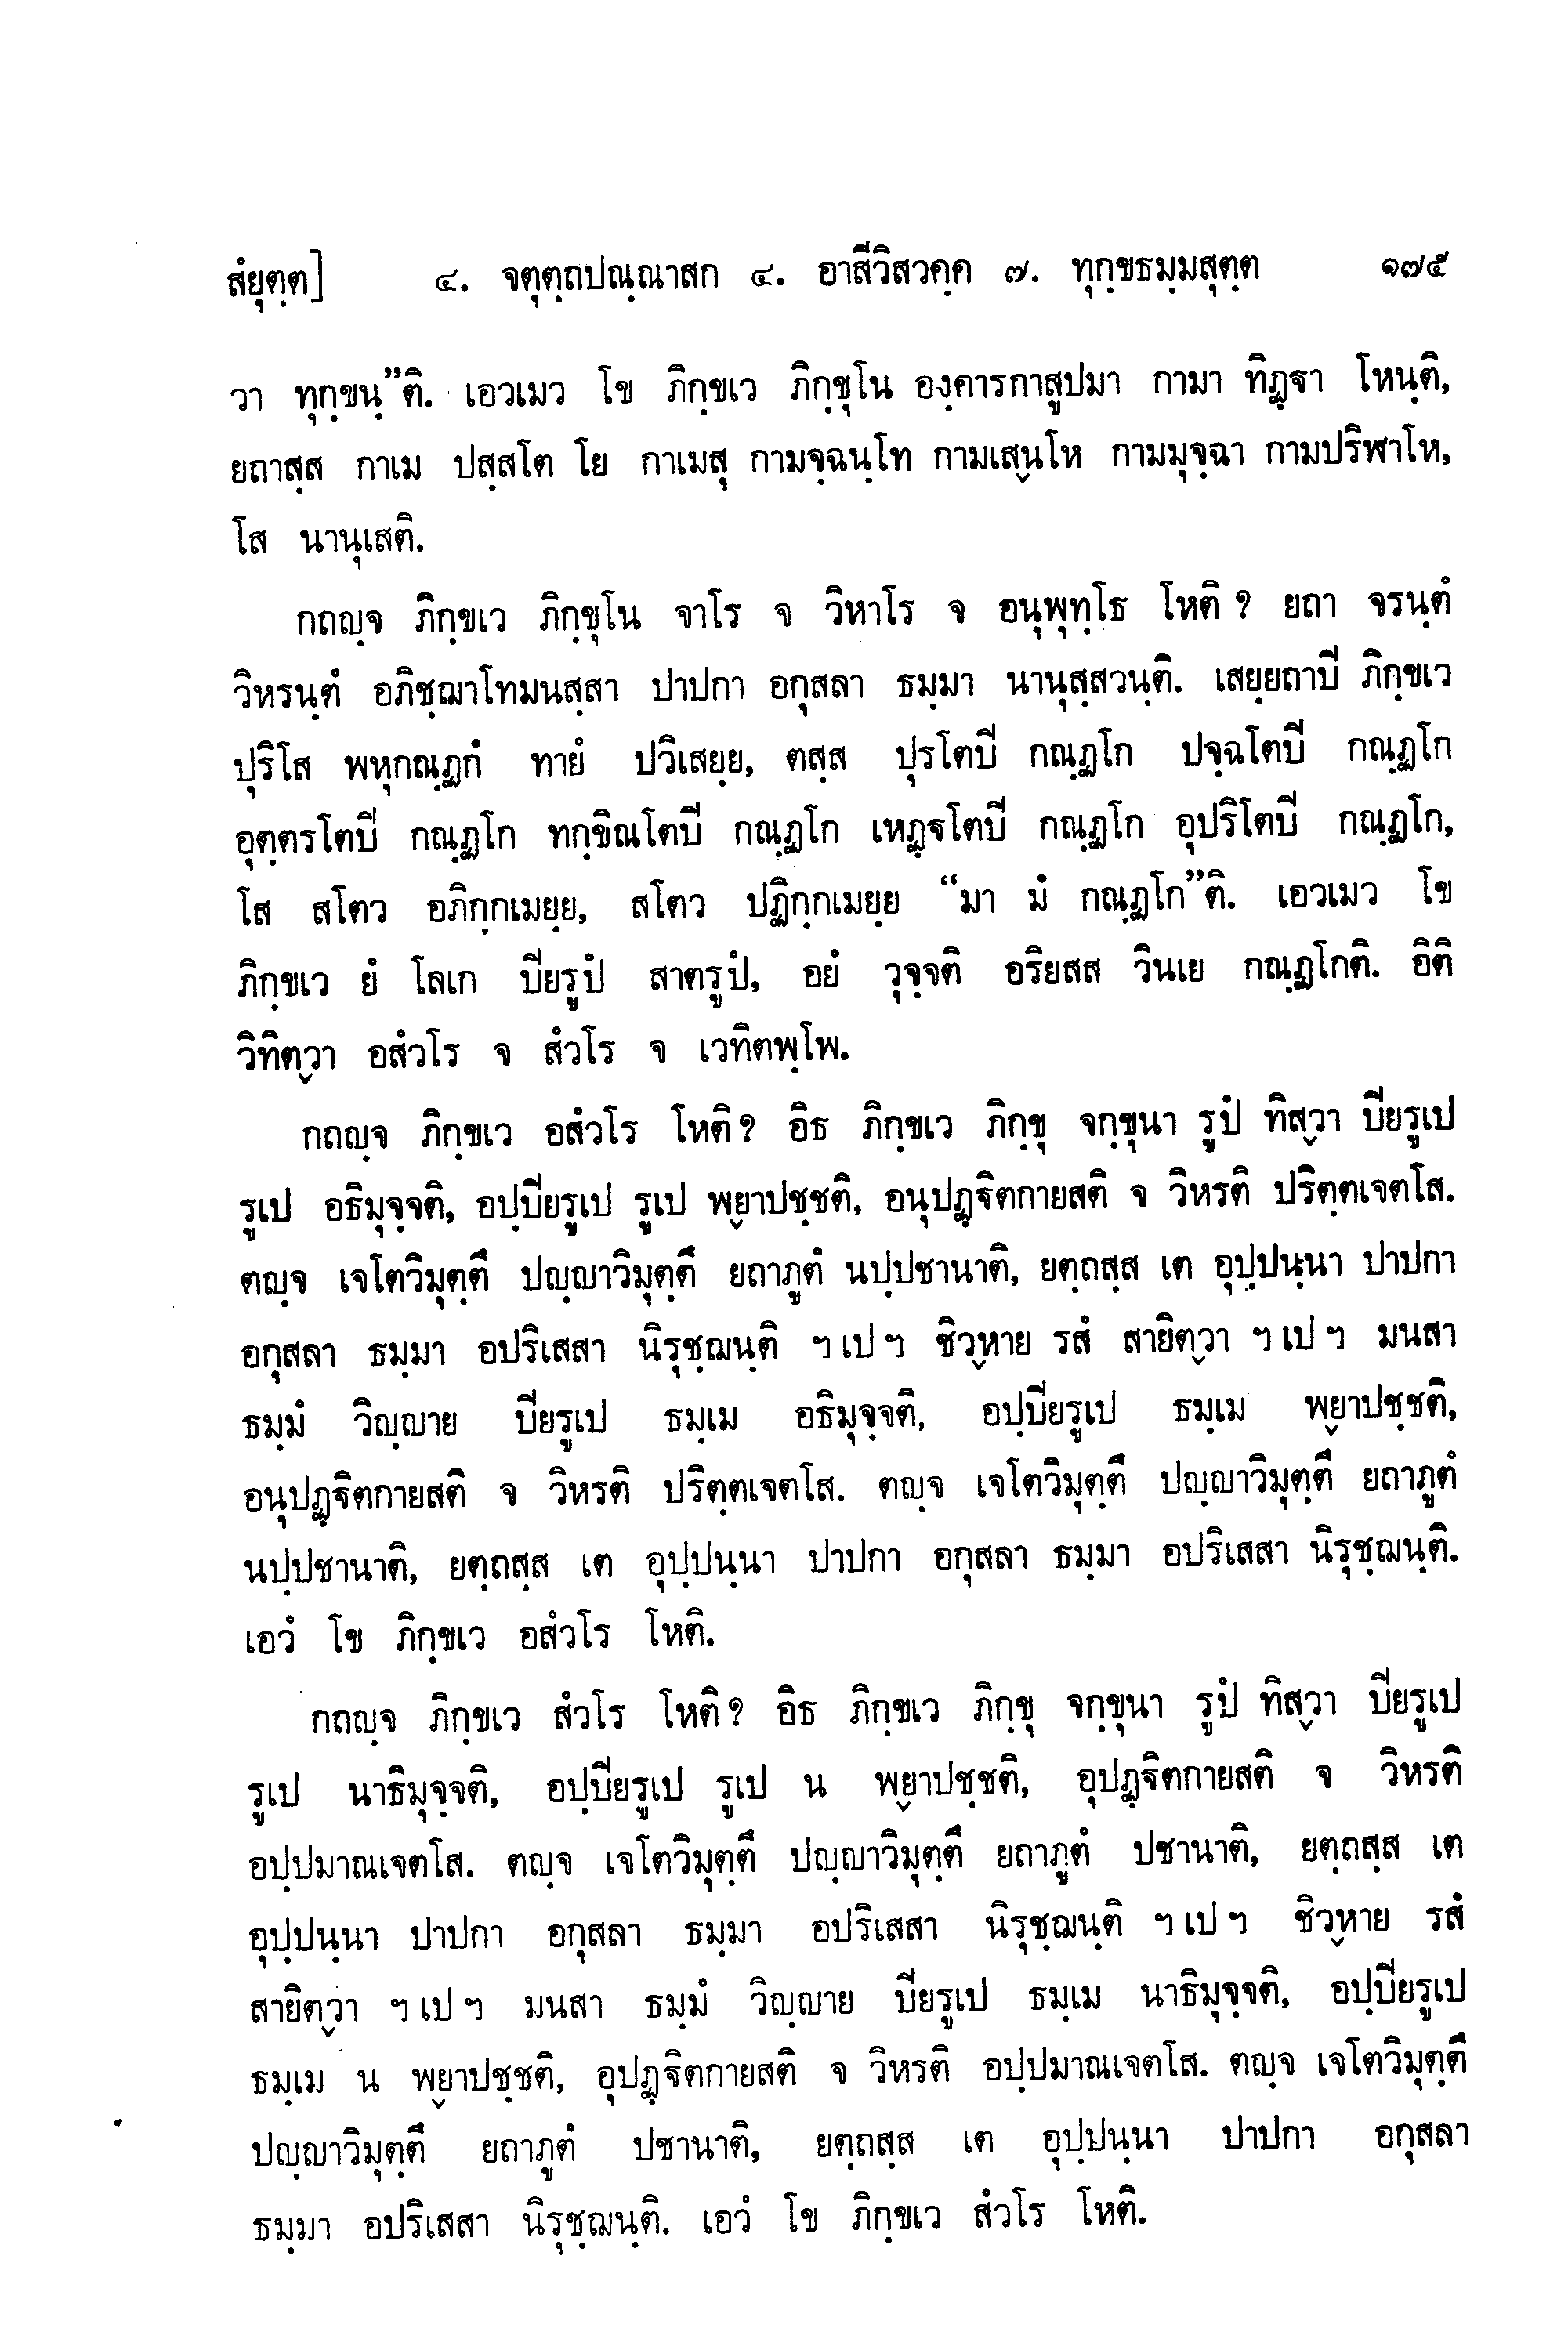 สํยุตฺต] ๔. จตุตฺถปณฺณาสก ๔. อาสีวิสวคฺค ๗. ทุกฺขธมฺมสุตฺต ๑๗๕
วา ทุกฺขนฺ”ติ. เอวเมว โข ภิกฺขเว ภิกฺขุโน องฺคารกาสูปมา กามา ทิฏฺฐา โหนฺติ,
ยถาสฺส กาเม ปสฺสโต โย กาเมสุ กามจฺฉนฺโท กามเสฺนโห กามมุจฺฉา กามปริฬาโห,
โส นานุเสติ.
กถญฺจ ภิกฺขเว ภิกฺขุโน จาโร จ วิหาโร จ อนุพุทฺโธ โหติ ? ยถา จรนฺตํ
วิหรนฺตํ อภิชฺฌาโทมนสฺสา ปาปกา อกุสลา ธมฺมา นานุสฺสวนฺติ. เสยฺยถาปี ภิกฺขเว
ปุริโส พหุกณฺฏกํ ทายํ ปวิเสยฺย, ตสฺส ปุรโตปี กณฺฏโก ปจฺฉโตปี กณฺฏโก
อุตฺตรโตปี กณฺฏโก ทกฺขิณโตปี กณฺฏโก เหฏฺฐโตปี กณฺฏโก อุปริโตปี กณฺฏโก,
โส สโตว อภิกฺกเมยฺย, สโตว ปฏิกฺกเมยฺย “มา มํ กณฺฏโก”ติ. เอวเมว โข
ภิกฺขเว ยํ โลเก ปียรูปํ สาตรูปํ, อยํ วุจฺจติ อริยสส วินเย กณฺฏโกติ. อิติ
วิทิตฺวา อสํวโร จ สํวโร จ เวทิตพฺโพ.
กถญฺจ ภิกฺขเว อสํวโร โหติ ? อิธ ภิกฺขเว ภิกฺขุ จกฺขุนา รูปํ ทิสฺวา ปียรูเป
รูเป อธิมุจฺจติ, อปฺปียรูเป รูเป พฺยาปชฺชติ, อนุปฏฺฐิตกายสติ จ วิหรติ ปริตฺตเจตโส.
ตญฺจ เจโตวิมุตฺตึ ปญฺญาวิมุตฺตึ ยถาภูตํ นปฺปชานาติ, ยตฺถสฺส เต อุปฺปนฺนา ปาปกา
อกุสลา ธมฺมา อปริเสสา นิรุชฺฌนฺติ ฯ เป ฯ ชิวฺหาย รสํ สายิตฺวา ฯ เป ฯ มนสา
ธมฺมํ วิญฺญาย ปียรูเป ธมฺเม อธิมุจฺจติ, อปฺปียรูเป ธมฺเม พฺยาปชฺชติ,
อนุปฏฺฐิตกายสติ จ วิหรติ ปริตฺตเจตโส. ตญฺจ เจโตวิมุตฺตึ ปญฺญาวิมุตฺตึ ยถาภูตํ
นปฺปชานาติ, ยตฺถสฺส เต อุปฺปนฺนา ปาปกา อกุสลา ธมฺมา อปริเสสา นิรุชฺฌนฺติ.
เอวํ โข ภิกฺขเว อสํวโร โหติ.
กถญฺจ ภิกฺขเว สํวโร โหติ ? อิธ ภิกฺขเว ภิกฺขุ จกฺขุนา รูปํ ทิสฺวา ปียรูเป
รูเป นาธิมุจฺจติ, อปฺปียรูเป รูเป น พฺยาปชฺชติ, อุปฏฺฐิตกายสติ จ วิหรติ
อปฺปมาณเจตโส. ตญฺจ เจโตวิมุตฺตึ ปญฺญาวิมุตฺตึ ยถาภูตํ ปชานาติ, ยตฺถสฺส เต
อุปฺปนฺนา ปาปกา อกุสลา ธมฺมา อปริเสสา นิรุชฺฌนฺติ ฯ เป ฯ ชิวฺหาย รสํ
สายิตฺวา ฯ เป ฯ มนสา ธมฺมํ วิญฺญาย ปียรูเป ธมฺเม นาธิมุจฺจติ, อปฺปียรูเป
ธมฺเม น พฺยาปชฺชติ, อุปฏฺฐิตกายสติ จ วิหรติ อปฺปมาณเจตโส. ตญฺจ เจโตวิมุตฺตึ
ปญฺญาวิมุตฺตึ ยถาภูตํ ปชานาติ, ยตฺถสฺส เต อุปฺปนฺนา ปาปกา อกุสลา
ธมฺมา อปริเสสา นิรุชฺฌนฺติ. เอวํ โข ภิกฺขเว สํวโร โหติ.